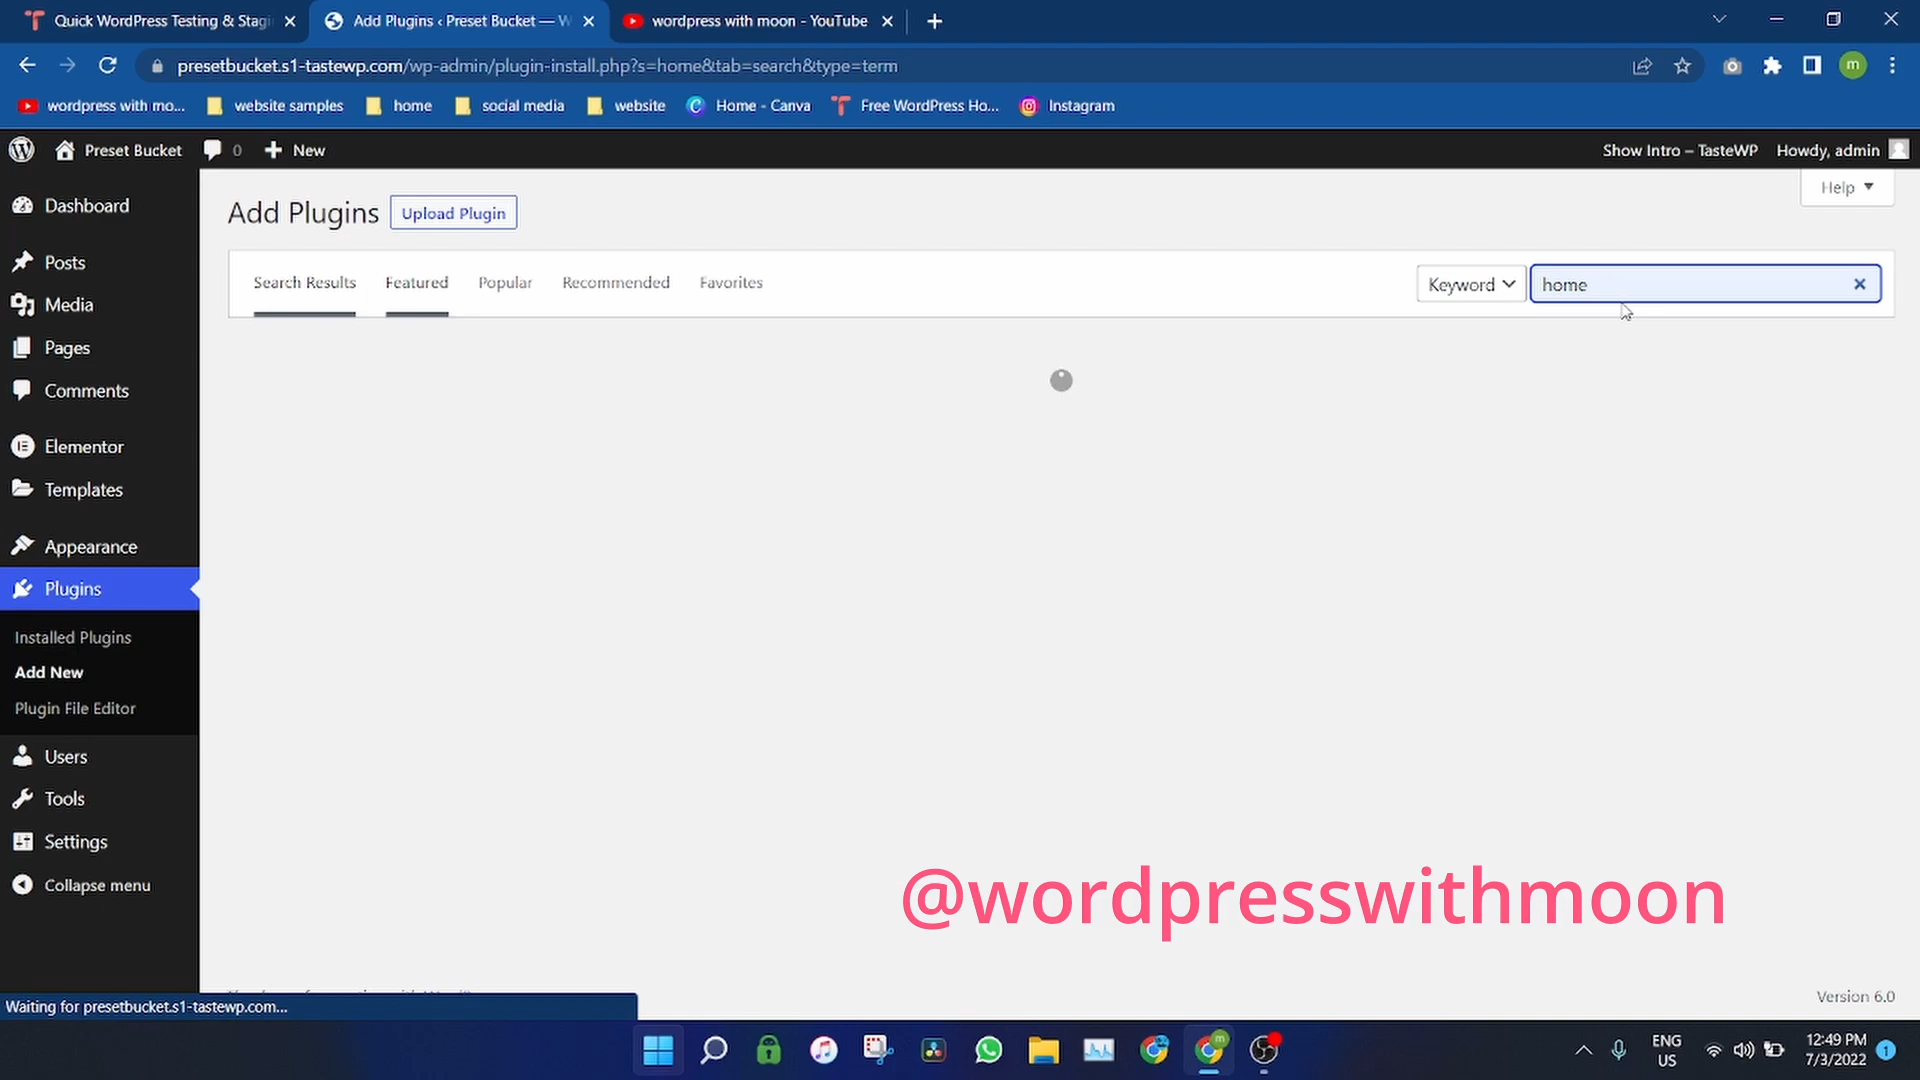 Quick WordPress Testing & Stagi
Add Plugins ‹ Preset Bucket — W
wordpress with moon - YouTube
presetbucket.s1-tastewp.com/wp-admin/plugin-install.php?s=home&tab=search&type=term
m
wordpress with mo...
website samples
home
social media
website
Home - Canva
Free WordPress Ho...
Instagram
Preset Bucket
0
New
Show Intro – TasteWP
Howdy, admin
Help
Dashboard
Posts
Media
Pages
Comments
Elementor
Templates
Appearance
Plugins
Installed Plugins
Add New
Plugin File Editor
Users
Tools
Settings
Collapse menu
Add Plugins
Upload Plugin
Search Results
Featured
Popular
Recommended
Favorites
Keyword
home
@wordpresswithmoon
Version 6.0
Waiting for presetbucket.s1-tastewp.com...
ENG
US
12:49 PM
7/3/2022
1